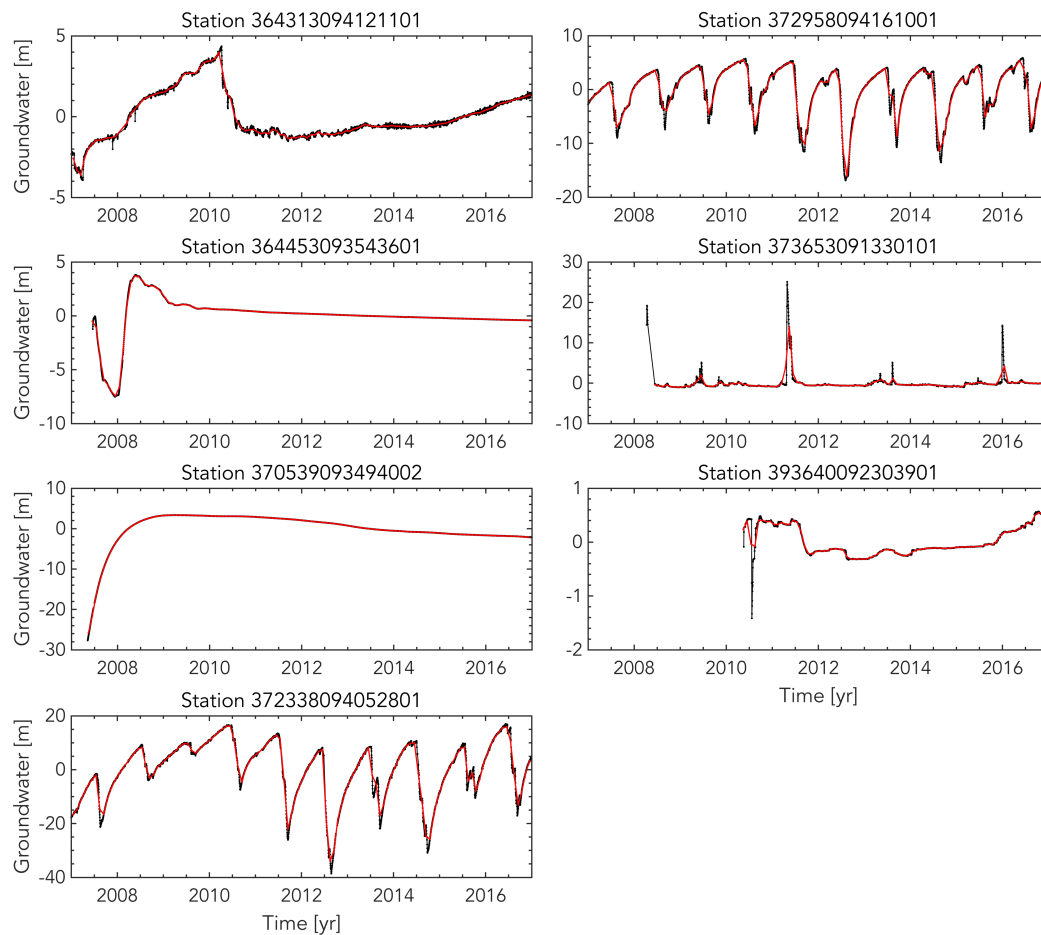 Station 364313094121101
Groundwater [m]
5
0
-5
2008 2010 2012 2014 2016
Station 372958094161001
10
0
-10
-20
2008 2010 2012 2014 2016
Station 364453093543601
Groundwater [m]
5
0
-5
-10
2008 2010 2012 2014 2016
Station 373653091330101
30
20
10
0
-10
2008 2010 2012 2014 2016
Station 370539093494002
Groundwater [m]
10
0
-10
-20
-30
2008 2010 2012 2014 2016
Station 393640092303901
1
0
-1
-2
2008 2010 2012 2014 2016
Time [yr]
Station 372338094052801
Groundwater [m]
20
0
-20
-40
2008 2010 2012 2014 2016
Time [yr]